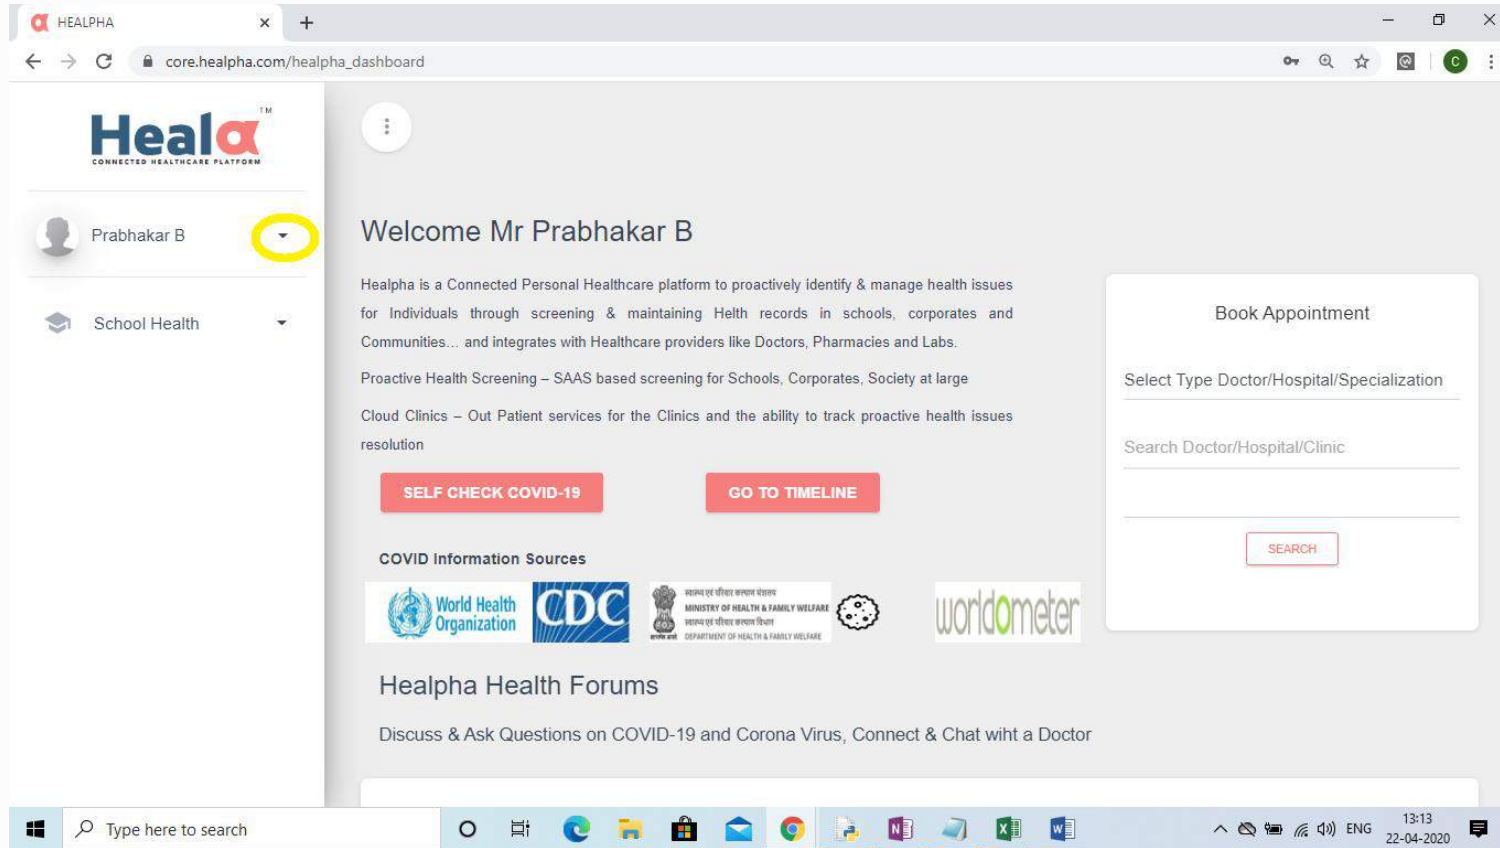 HEALPHA
core.healpha.com/healpha_dashboard
C
Heal
TM
CONNECTED HEALTHCARE PLATFORM
Prabhakar B
School Health
Welcome Mr Prabhakar B
Healpha is a Connected Personal Healthcare platform to proactively identify & manage health issues
for Individuals through screening & maintaining Helth records in schools, corporates and
Communities... and integrates with Healthcare providers like Doctors, Pharmacies and Labs.
Proactive Health Screening – SAAS based screening for Schools, Corporates, Society at large
Cloud Clinics – Out Patient services for the Clinics and the ability to track proactive health issues
resolution
SELF CHECK COVID-19
GO TO TIMELINE
COVID Information Sources
World Health
Organization
CDC
MINISTRY OF HEALTH & FAMILY WELFARE
DEPARTMENT OF HEALTH & FAMILY WELFARE
worldometer
Healpha Health Forums
Discuss & Ask Questions on COVID-19 and Corona Virus, Connect & Chat wiht a Doctor
Book Appointment
Select Type Doctor/Hospital/Specialization
Search Doctor/Hospital/Clinic
SEARCH
Type here to search
ENG
13:13
22-04-2020